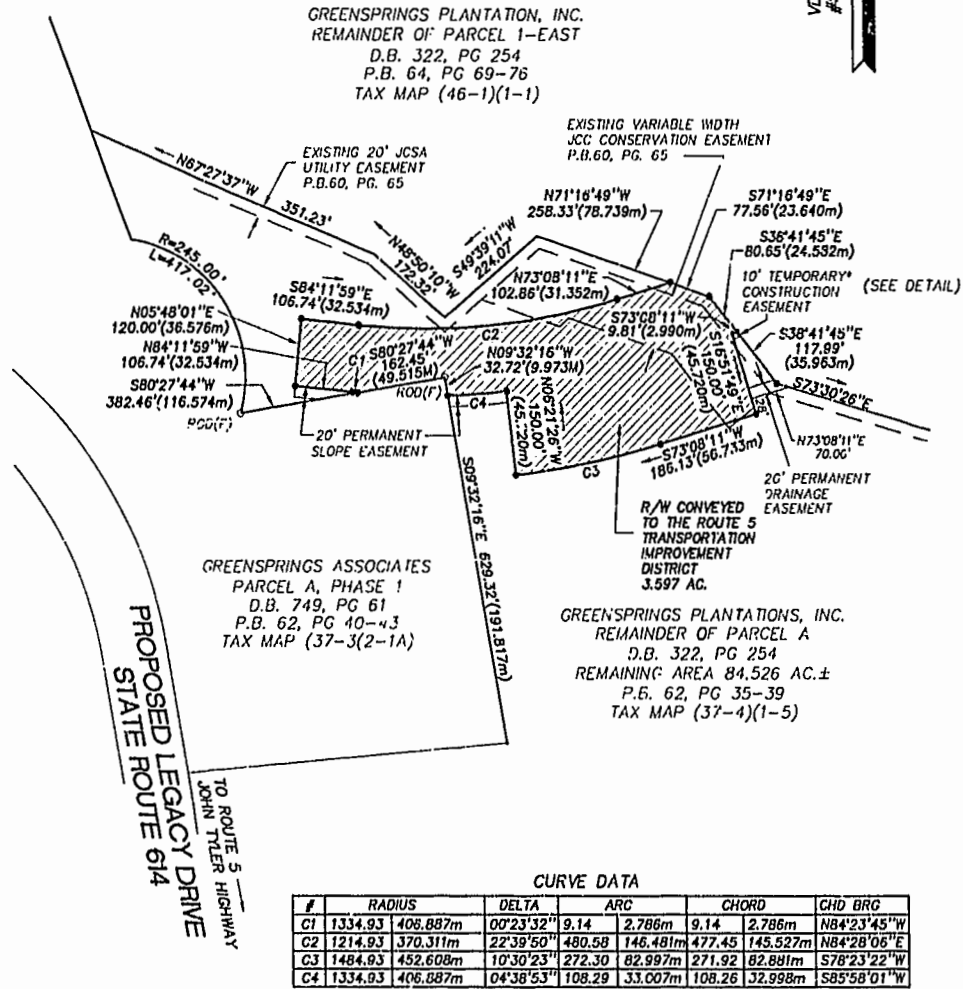 GREENSPRINGS PLANTATION, INC.
REMAINDER OF PARCEL 1-EAST
D.B. 322, PG 254
P.B. 64, PG 69-76
TAX MAP (46-1)(1-1)
EXISTING VARIABLE WIDTH
JCC CONSERVATION EASEMENT
P.B.60, PG. 65
EXISTING 20' JCSA
UTILITY EASEMENT
P.B.60, PG. 65
N67°27'37"W
351.23'
N71°16'49"W
258.33'(78.739m)
S71°16'49"E
77.56'(23.640m)
S36°41'45"E
80.65'(24.582m)
10' TEMPORARY
CONSTRUCTION
EASEMENT
(SEE DETAIL)
R=245.00'
L=417.02'
N48°50'10"W
172.32'
S49°39'11"W
224.07'
N73°08'11"E
102.86'(31.352m)
S84°11'59"E
106.74'(32.534m)
N05°48'01"E
120.00'(36.576m)
N84°11'59"W
106.74'(32.534m)
S80°27'44"W
382.46'(116.574m)
C1
C2
S80°27'44"W
162.45'
(49.515M)
N09°32'16"W
32.72'(9.973M)
S73°08'11"W
9.81'(2.990m)
S16°51'49"E
150.00'
(45.720m)
S38°41'45"E
117.99'
(35.963m)
S73°30'26"E
ROD(F)
C4
N06°21'26"W
150.00'
20' PERMANENT
SLOPE EASEMENT
C3
S73°08'11"W
186.13'(56.733m)
N73°08'11"E
70.00'
20' PERMANENT
DRAINAGE
EASEMENT
R/W CONVEYED
TO THE ROUTE 5
TRANSPORTATION
IMPROVEMENT
DISTRICT
3.597 AC.
S09°32'16"E 629.32'(191.817m)
GREENSPRINGS ASSOCIATES
PARCEL A, PHASE 1
D.B. 749, PG 61
P.B. 62, PG 40-43
TAX MAP (37-3(2-1A)
GREENSPRINGS PLANTATIONS, INC.
REMAINDER OF PARCEL A
D.B. 322, PG 254
REMAINING AREA 84.526 AC.±
P.B. 62, PG 35-39
TAX MAP (37-4)(1-5)
PROPOSED LEGACY DRIVE
STATE ROUTE 614
TO ROUTE 5
JOHN TYLER HIGHWAY
CURVE DATA
# RADIUS DELTA ARC CHORD CHD BRG
C1 1334.93 406.887m 00°23'32" 9.14 2.786m 9.14 2.786m N84°23'45"W
C2 1214.93 370.311m 22°39'50" 480.58 146.481m 477.45 145.527m N84°28'06"E
C3 1484.93 452.608m 10°30'23" 272.30 82.997m 271.92 82.881m S78°23'22"W
C4 1334.93 406.887m 04°38'53" 108.29 33.007m 108.26 32.998m S85°58'01"W